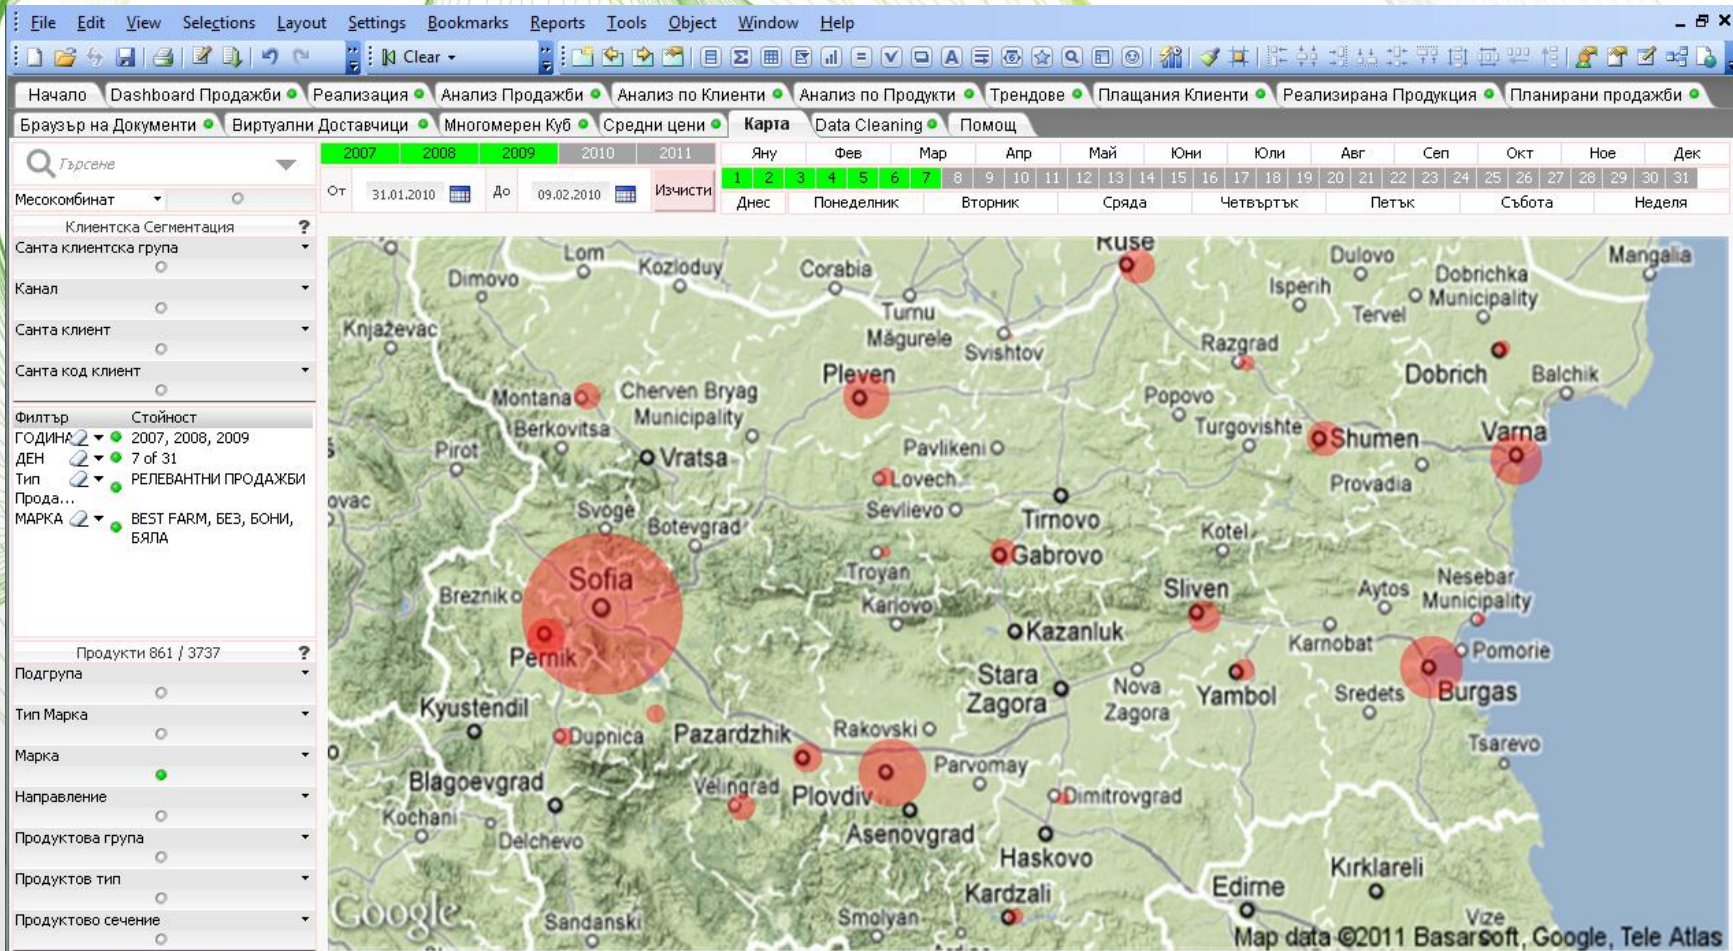 File Edit View Selections Layout Settings Bookmarks Reports Tools Object Window Help
Clear
Начало Dashboard Продажби Реализация Анализ Продажби Анализ по Клиенти Анализ по Продукти Трендове Плащания Клиенти Реализирана Продукция Планирани продажби
Браузър на Документи Виртуални Доставчици Многомерен Куб Средни цени Карта Data Cleaning Помощ
Търсене
2007 2008 2009 2010 2011
Яну Фев Мар Апр Май Юни Юли Авг Сеп Окт Ное Дек
1 2 3 4 5 6 7 8 9 10 11 12 13 14 15 16 17 18 19 20 21 22 23 24 25 26 27 28 29 30 31
От 31.01.2010 До 09.02.2010 Изчисти
Днес Понеделник Вторник Сряда Четвъртък Петък Събота Неделя
Месокомбинат
Клиентска Сегментация ?
Санта клиентска група
Канал
Санта клиент
Санта код клиент
Филтър Стойност
ГОДИНА 2007, 2008, 2009
ДЕН 7 of 31
Тип Прода... РЕЛЕВАНТНИ ПРОДАЖБИ
МАРКА BEST FARM, БЕЗ, БОНИ,
БЯЛА
Продукти 861 / 3737 ?
Подгрупа
Тип Марка
Марка
Направление
Продуктова група
Продуктов тип
Продуктово сечение
Ruse
Lom
Dimovo
Kozloduy
Corabia
Dulovo
Mangalia
Dobrichka
Municipality
Isperih
Tervel
Turnu
Măgurele
Knjaževac
Svishtov
Razgrad
Pleven
Dobrich
Balchik
Montana
Cherven Bryag
Municipality
Popovo
Berkovitsa
Turgovishte
Shumen
Varna
Pirot
Vratsa
Pavlikeni
Lovech
Provadia
ovac
Svoge
Botevgrad
Sevlievo
Tirnovo
Kotel
Gabrovo
Sofia
Troyan
Sliven
Aytos
Nesebar
Municipality
Breznik
Karlovo
Kazanluk
Karnobat
Pomorie
Pernik
Stara
Zagora
Nova
Zagora
Yambol
Sredets
Burgas
Kyustendil
Dupnica
Pazardzhik
Rakovski
Tsarevo
Blagoevgrad
Velingrad
Plovdiv
Parvomay
Dimitrovgrad
Kochani
Delchevo
Asenovgrad
Haskovo
Kırklareli
Edirne
Kardzali
Google
Sandanski
Smolyan
Vize
Map data ©2011 Basarsoft, Google, Tele Atlas